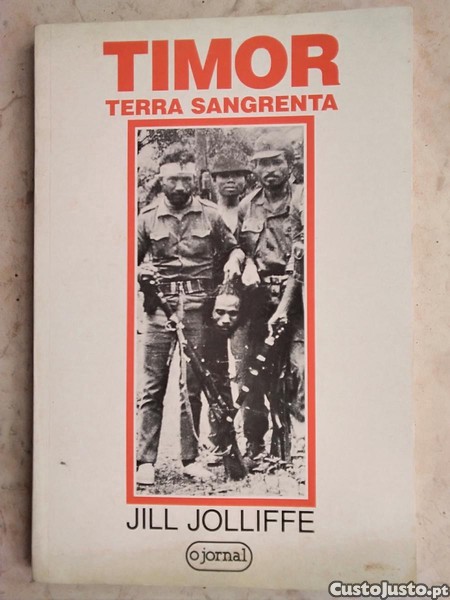 TIMOR
TERRA SANGRENTA
JILL JOLLIFFE
o jornal
CustoJusto.pt